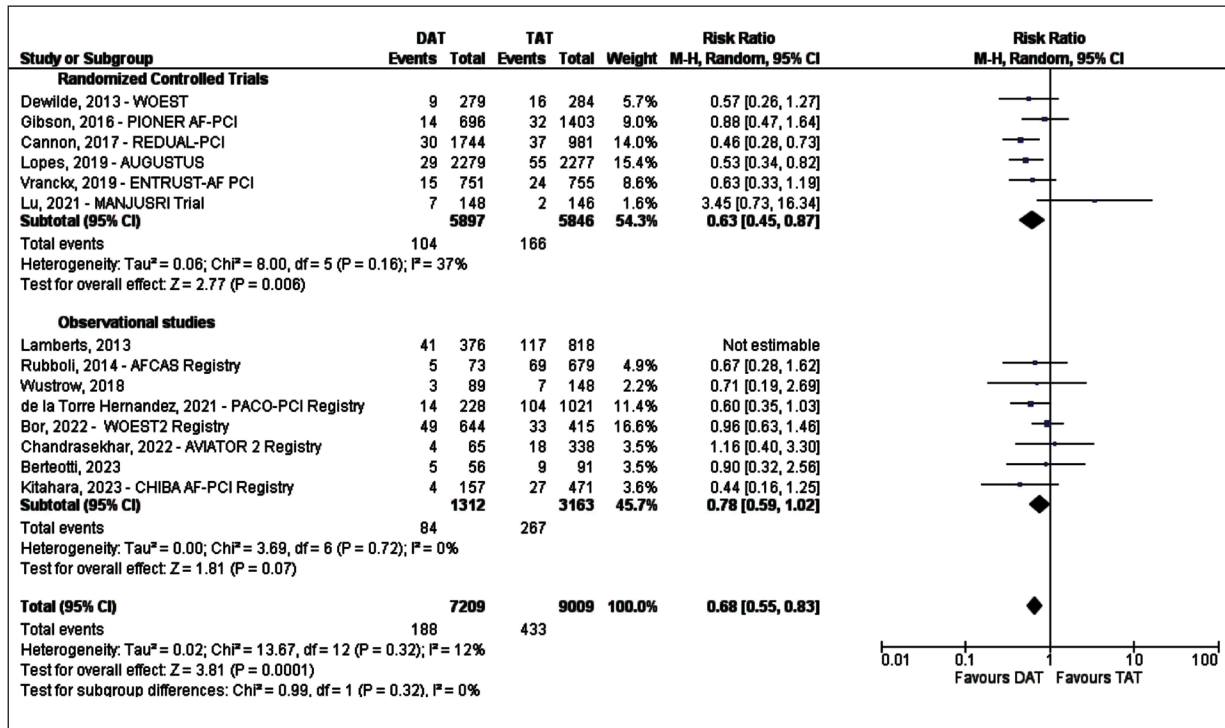 DAT TAT Risk Ratio Risk Ratio
Study or Subgroup Events Total Events Total Weight M-H, Random, 95% CI M-H, Random, 95% CI
Randomized Controlled Trials
Dewilde, 2013 - WOEST 9 279 16 284 5.7% 0.57 [0.26, 1.27]
Gibson, 2016 - PIONER AF-PCI 14 696 32 1403 9.0% 0.88 [0.47, 1.64]
Cannon, 2017 - REDUAL-PCI 30 1744 37 981 14.0% 0.46 [0.28, 0.73]
Lopes, 2019 - AUGUSTUS 29 2279 55 2277 15.4% 0.53 [0.34, 0.82]
Vranckx, 2019 - ENTRUST-AF PCI 15 751 24 755 8.6% 0.63 [0.33, 1.19]
Lu, 2021 - MANJUSRI Trial 7 148 2 146 1.6% 3.45 [0.73, 16.34]
Subtotal (95% CI) 5897 5846 54.3% 0.63 [0.45, 0.87]
Total events 104 166
Heterogeneity: Tau² = 0.06; Chi² = 8.00, df = 5 (P = 0.16); I² = 37%
Test for overall effect: Z = 2.77 (P = 0.006)
Observational studies
Lamberts, 2013 41 376 117 818 Not estimable
Rubboli, 2014 - AFCAS Registry 5 73 69 679 4.9% 0.67 [0.28, 1.62]
Wustrow, 2018 3 89 7 148 2.2% 0.71 [0.19, 2.69]
de la Torre Hernandez, 2021 - PACO-PCI Registry 14 228 104 1021 11.4% 0.60 [0.35, 1.03]
Bor, 2022 - WOEST2 Registry 49 644 33 415 16.6% 0.96 [0.63, 1.46]
Chandrasekhar, 2022 - AVIATOR 2 Registry 4 65 18 338 3.5% 1.16 [0.40, 3.30]
Berteotti, 2023 5 56 9 91 3.5% 0.90 [0.32, 2.56]
Kitahara, 2023 - CHIBA AF-PCI Registry 4 157 27 471 3.6% 0.44 [0.16, 1.25]
Subtotal (95% CI) 1312 3163 45.7% 0.78 [0.59, 1.02]
Total events 84 267
Heterogeneity: Tau² = 0.00; Chi² = 3.69, df = 6 (P = 0.72); I² = 0%
Test for overall effect: Z = 1.81 (P = 0.07)
Total (95% CI) 7209 9009 100.0% 0.68 [0.55, 0.83]
Total events 188 433
Heterogeneity: Tau² = 0.02; Chi² = 13.67, df = 12 (P = 0.32); I² = 12%
Test for overall effect: Z = 3.81 (P = 0.0001)
Test for subgroup differences: Chi² = 0.99, df = 1 (P = 0.32), I² = 0%
0.01 0.1 1 10 100
Favours DAT Favours TAT